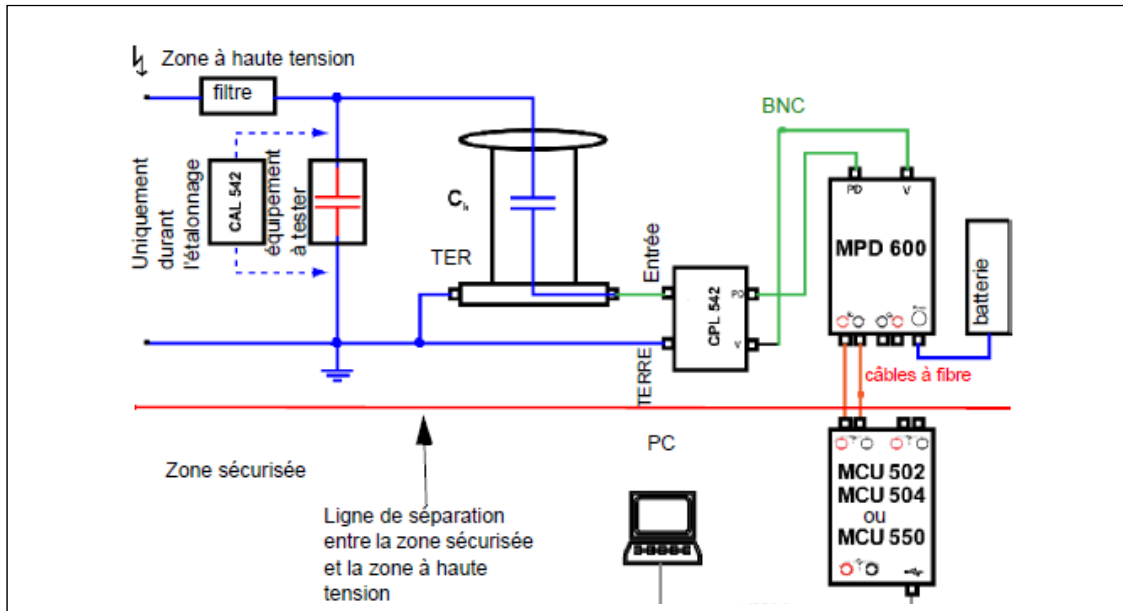 Zone à haute tension
filtre
Uniquement
durant
l'étalonnage
CAL 542
équipement
à tester
Cₖ
TER
Entrée
TERRE
CPL 542
PD
V
BNC
PD
V
MPD 600
batterie
câbles à fibre
Zone sécurisée
Ligne de séparation
entre la zone sécurisée
et la zone à haute
tension
PC
MCU 502
MCU 504
ou
MCU 550